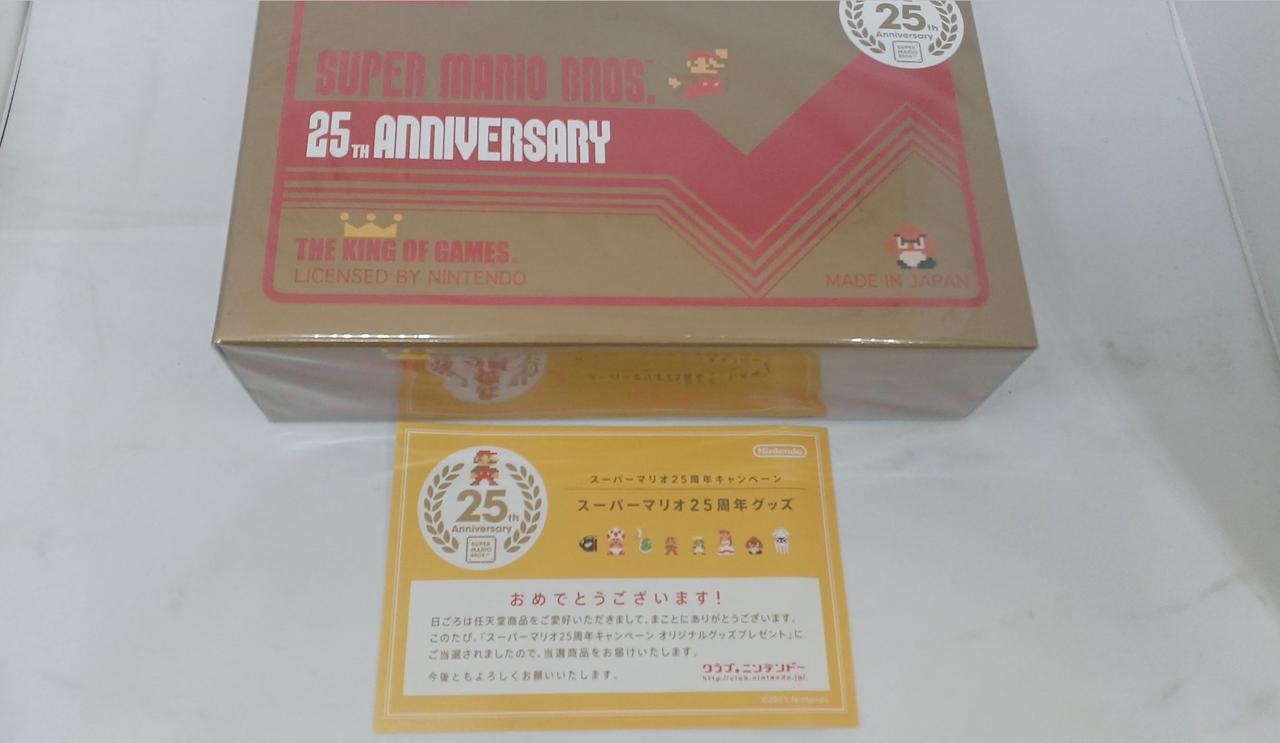 25th
Anniversary
SUPER
MARIO
BROS.
SUPER MARIO BROS.™
25TH ANNIVERSARY
THE KING OF GAMES®
LICENSED BY NINTENDO
MADE IN JAPAN
Nintendo
25th
Anniversary
SUPER
MARIO
BROS.
スーパーマリオ25周年キャンペーン
スーパーマリオ25周年グッズ
おめでとうございます!
日ごろは任天堂商品をご愛好いただきまして、まことにありがとうございます。
このたび、「スーパーマリオ25周年キャンペーン オリジナルグッズプレゼント」に
ご当選されましたので、当選商品をお届けいたします。
今後ともよろしくお願いいたします。
クラブニンテンドー
http://club.nintendo.jp/
©2011 Nintendo